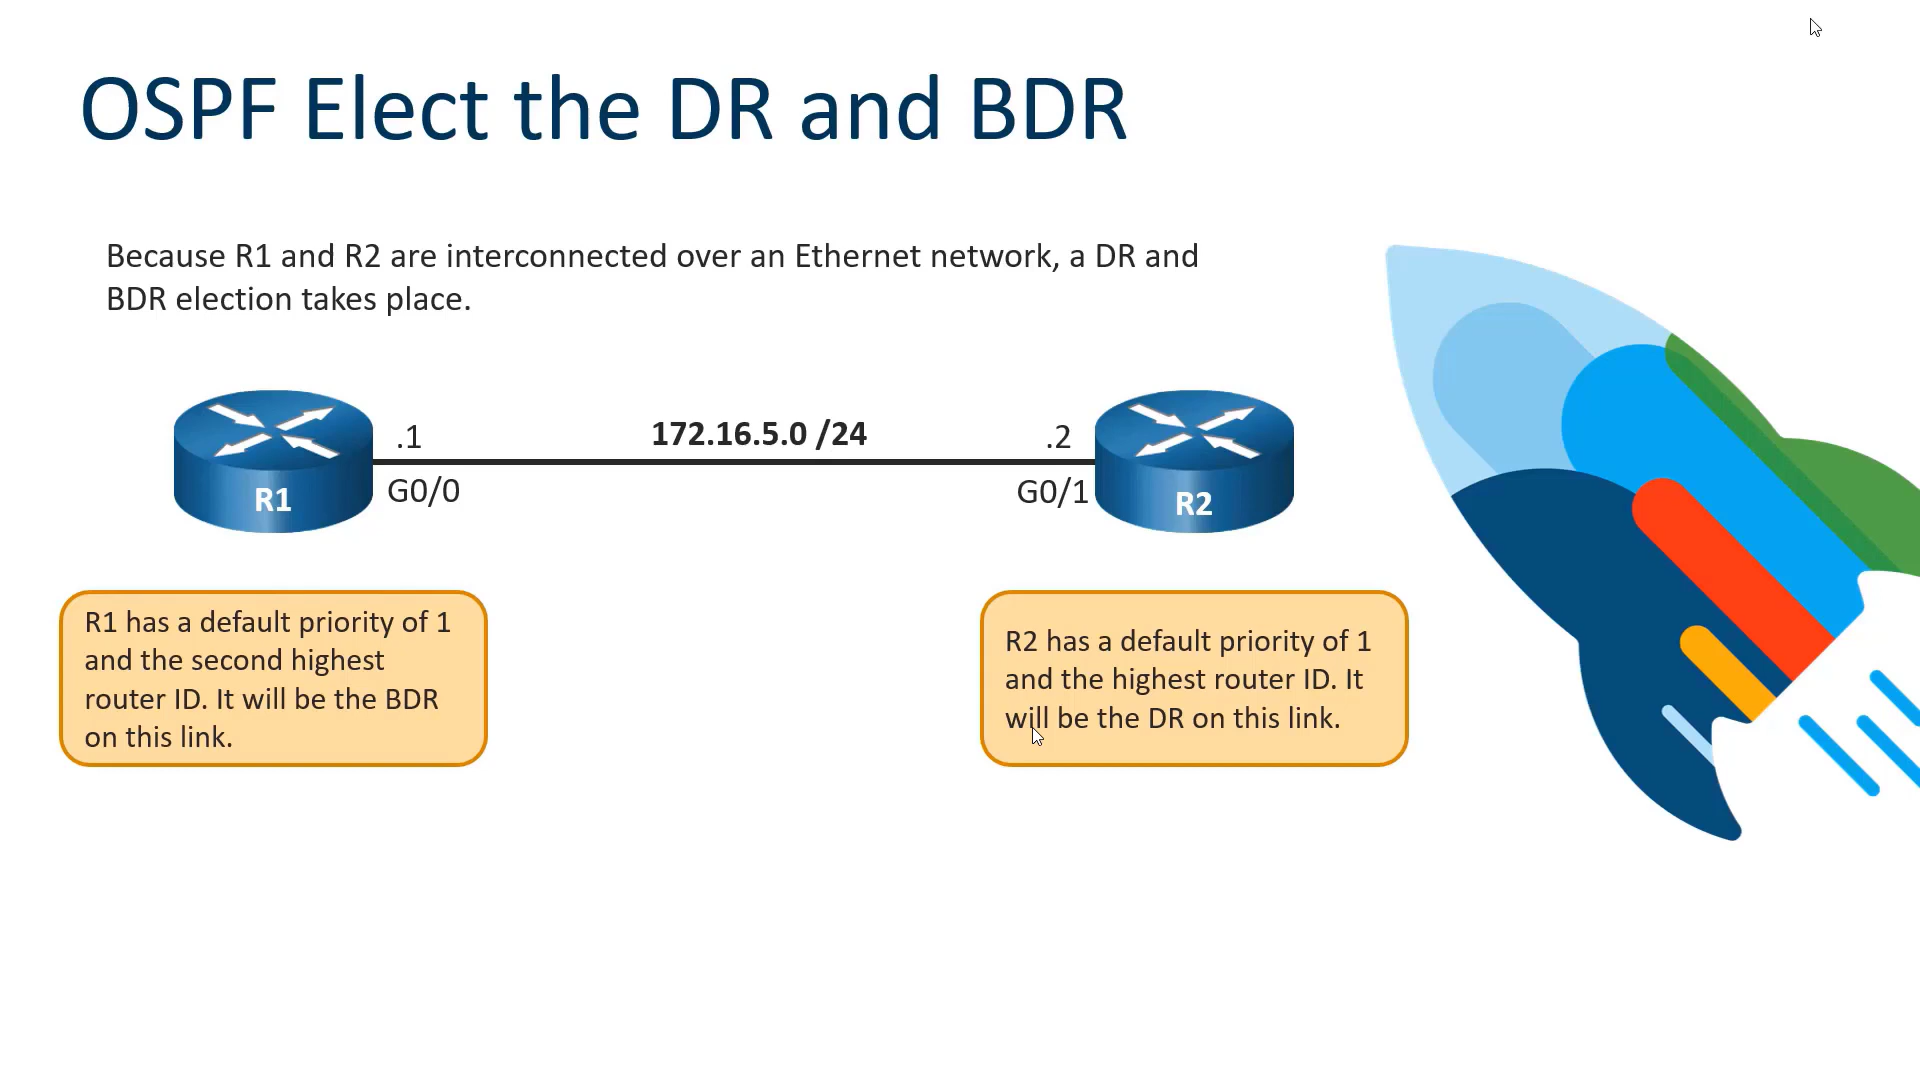 OSPF Elect the DR and BDR
Because R1 and R2 are interconnected over an Ethernet network, a DR and
BDR election takes place.
.1
172.16.5.0 /24
.2
G0/0
G0/1
R1
R2
R1 has a default priority of 1
and the second highest
router ID. It will be the BDR
on this link.
R2 has a default priority of 1
and the highest router ID. It
will be the DR on this link.